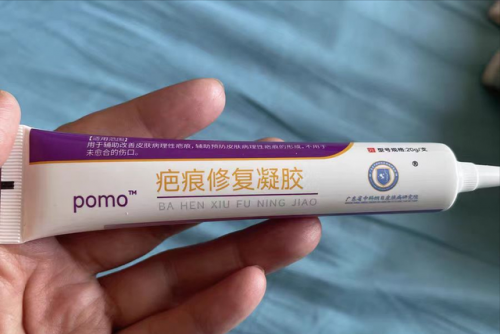 【适用范围】
用于辅助改善皮肤病理性疤痕，辅助预防皮肤病理性疤痕的形成，不用于
未愈合的伤口。
型号规格：20g/支
pomo™
疤痕修复凝胶
BA HEN XIU FU NING JIAO
®